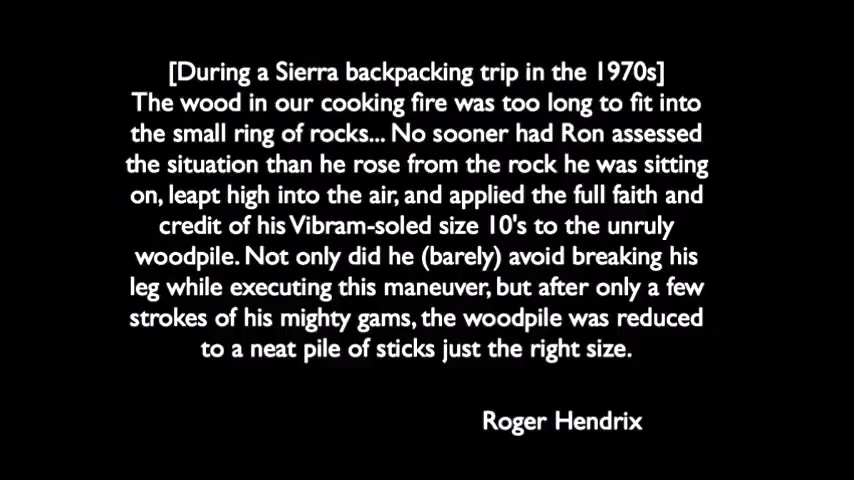 [During a Sierra backpacking trip in the 1970s]
The wood in our cooking fire was too long to fit into
the small ring of rocks... No sooner had Ron assessed
the situation than he rose from the rock he was sitting
on, leapt high into the air, and applied the full faith and
credit of his Vibram-soled size 10's to the unruly
woodpile. Not only did he (barely) avoid breaking his
leg while executing this maneuver, but after only a few
strokes of his mighty gams, the woodpile was reduced
to a neat pile of sticks just the right size.
Roger Hendrix